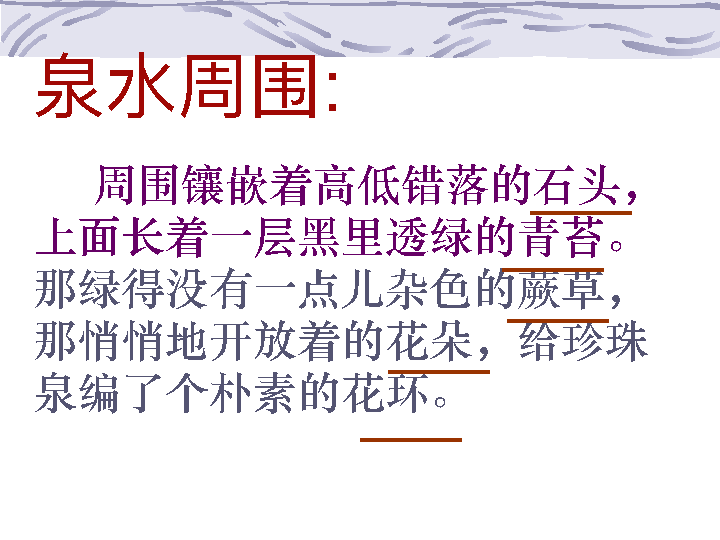 泉水周围:
周围镶嵌着高低错落的石头，
上面长着一层黑里透绿的青苔。
那绿得没有一点儿杂色的蕨草，
那悄悄地开放着的花朵，给珍珠
泉编了个朴素的花环。